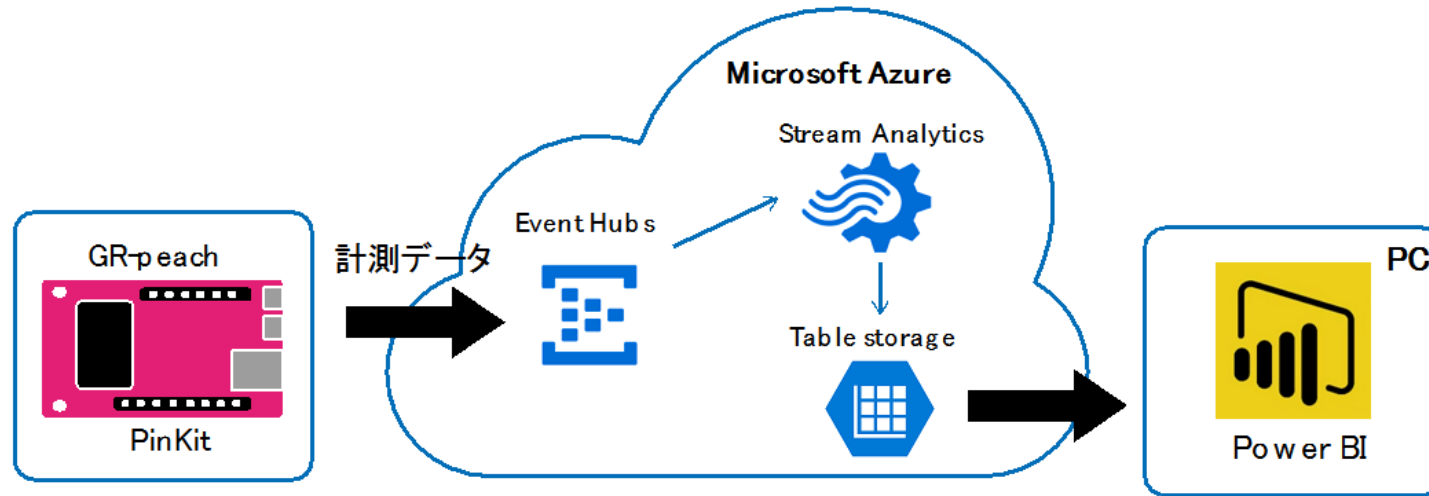 Microsoft Azure
Stream Analytics
Event Hubs
GR-peach
計測データ
PC
Table storage
PinKit
Power BI